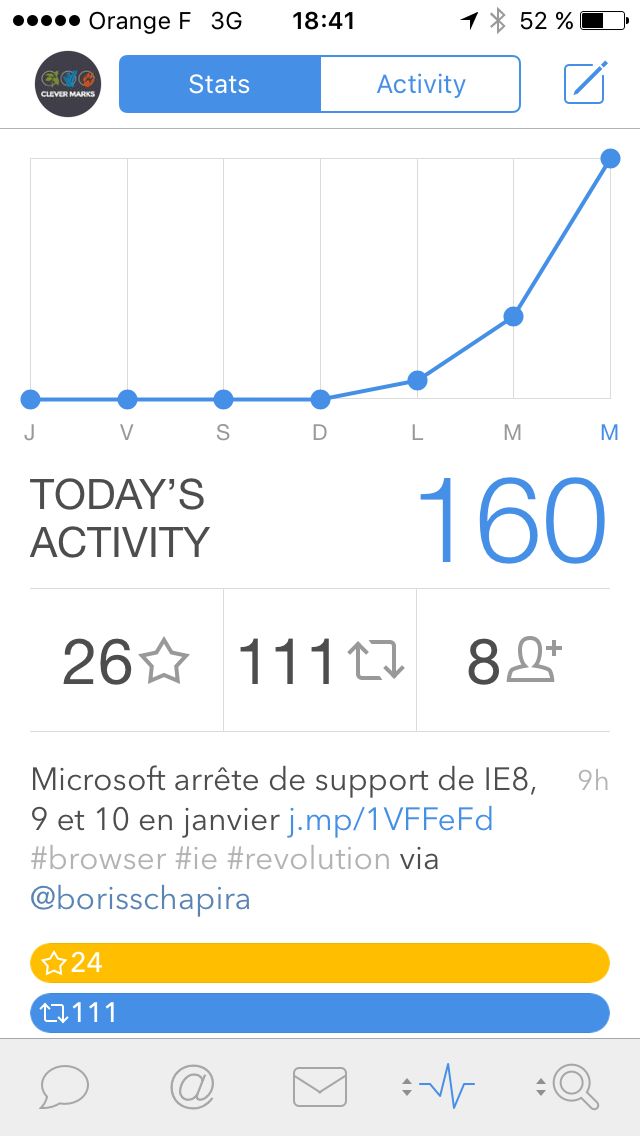 Orange F 3G 18:41 52 %
CLEVER MARKS
Stats Activity
J V S D L M M
TODAY'S
ACTIVITY
160
26 111 8
Microsoft arrête de support de IE8, 9h
9 et 10 en janvier j.mp/1VFFeFd
#browser #ie #revolution via
@borisschapira
24
111